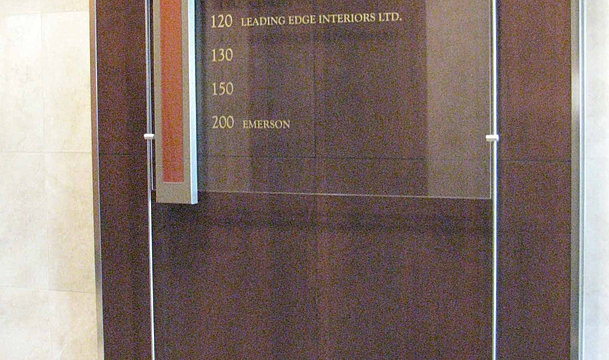 120 LEADING EDGE INTERIORS LTD.
130
150
200 EMERSON